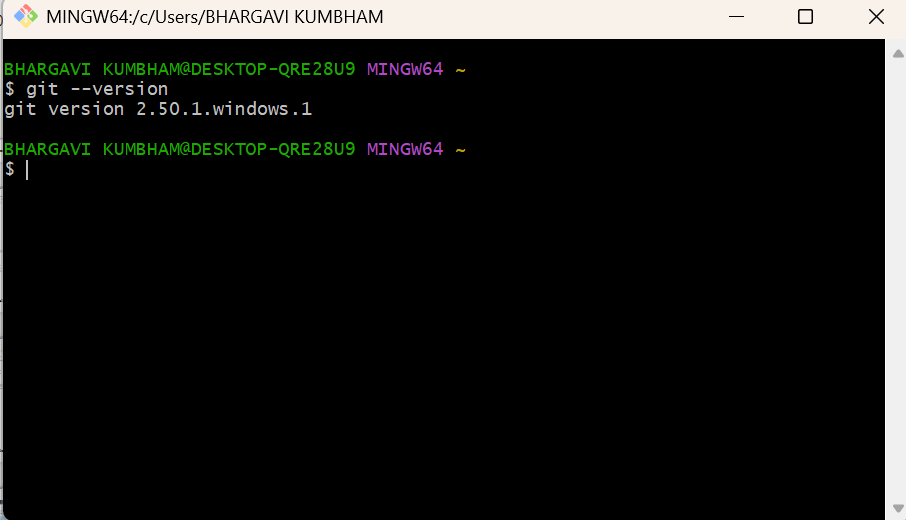 MINGW64:/c/Users/BHARGAVI KUMBHAM
BHARGAVI KUMBHAM@DESKTOP-QRE28U9 MINGW64 ~
$ git --version
git version 2.50.1.windows.1
BHARGAVI KUMBHAM@DESKTOP-QRE28U9 MINGW64 ~
$